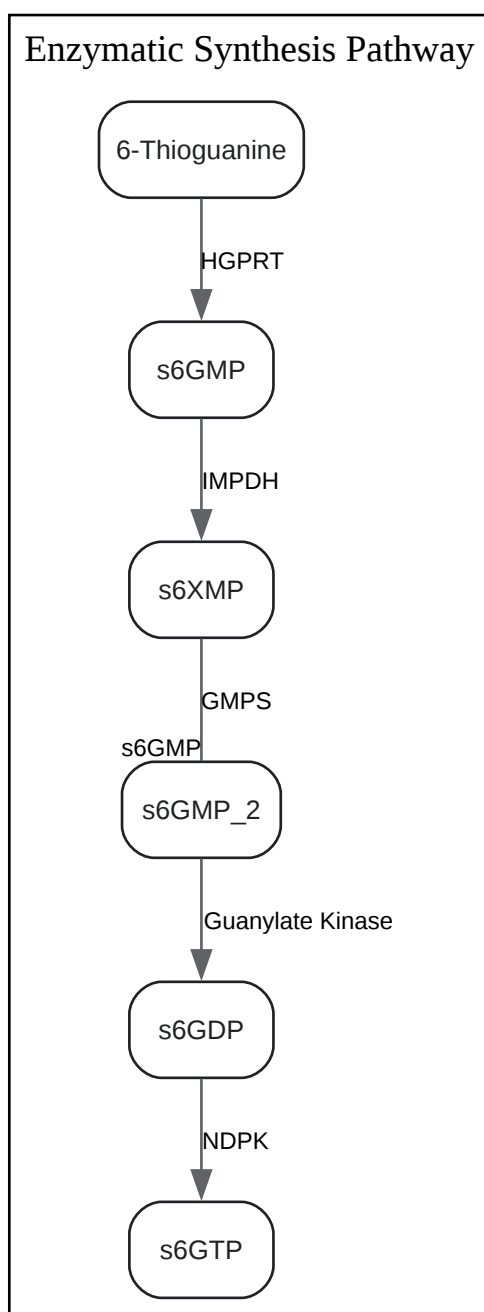 Enzymatic Synthesis Pathway
6-Thioguanine
HGPRT
s6GMP
IMPDH
s6XMP
GMPS
s6GMP
s6GMP_2
Guanylate Kinase
s6GDP
NDPK
s6GTP